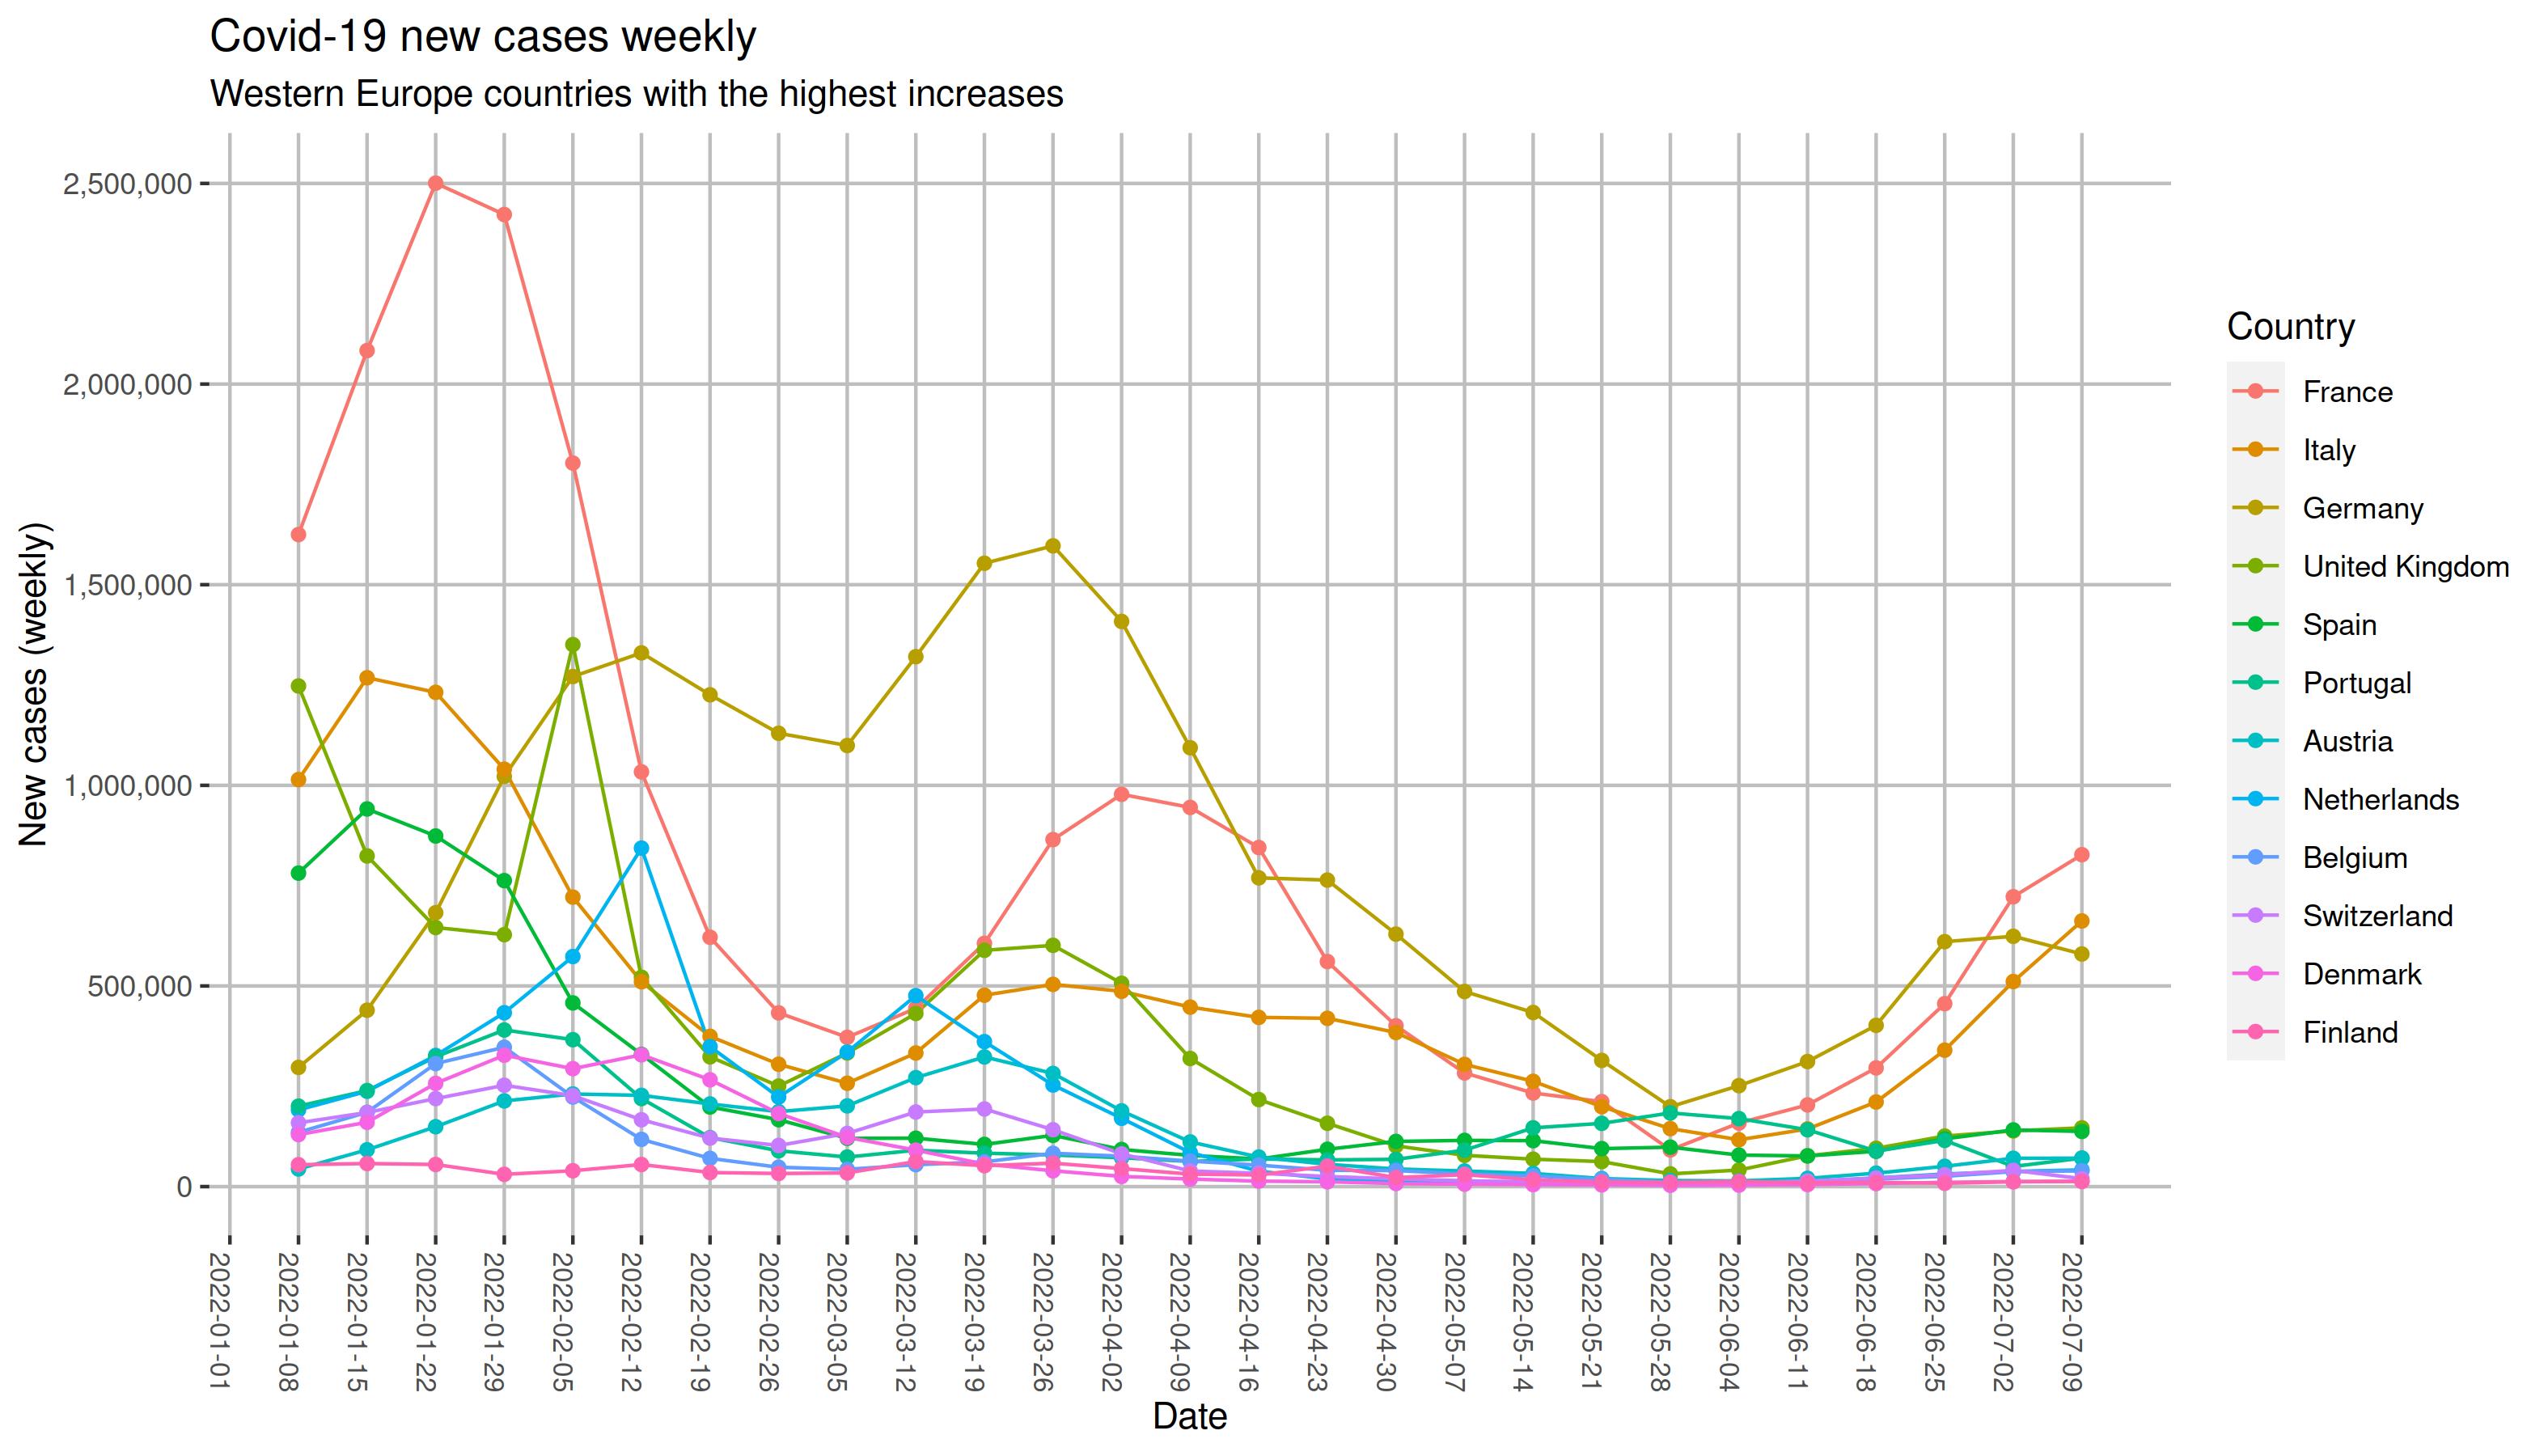 Covid-19 new cases weekly
Western Europe countries with the highest increases
New cases (weekly)
2,500,000
2,000,000
1,500,000
1,000,000
500,000
0
2022-01-01
2022-01-08
2022-01-15
2022-01-22
2022-01-29
2022-02-05
2022-02-12
2022-02-19
2022-02-26
2022-03-05
2022-03-12
2022-03-19
2022-03-26
2022-04-02
2022-04-09
2022-04-16
2022-04-23
2022-04-30
2022-05-07
2022-05-14
2022-05-21
2022-05-28
2022-06-04
2022-06-11
2022-06-18
2022-06-25
2022-07-02
2022-07-09
Date
Country
France
Italy
Germany
United Kingdom
Spain
Portugal
Austria
Netherlands
Belgium
Switzerland
Denmark
Finland